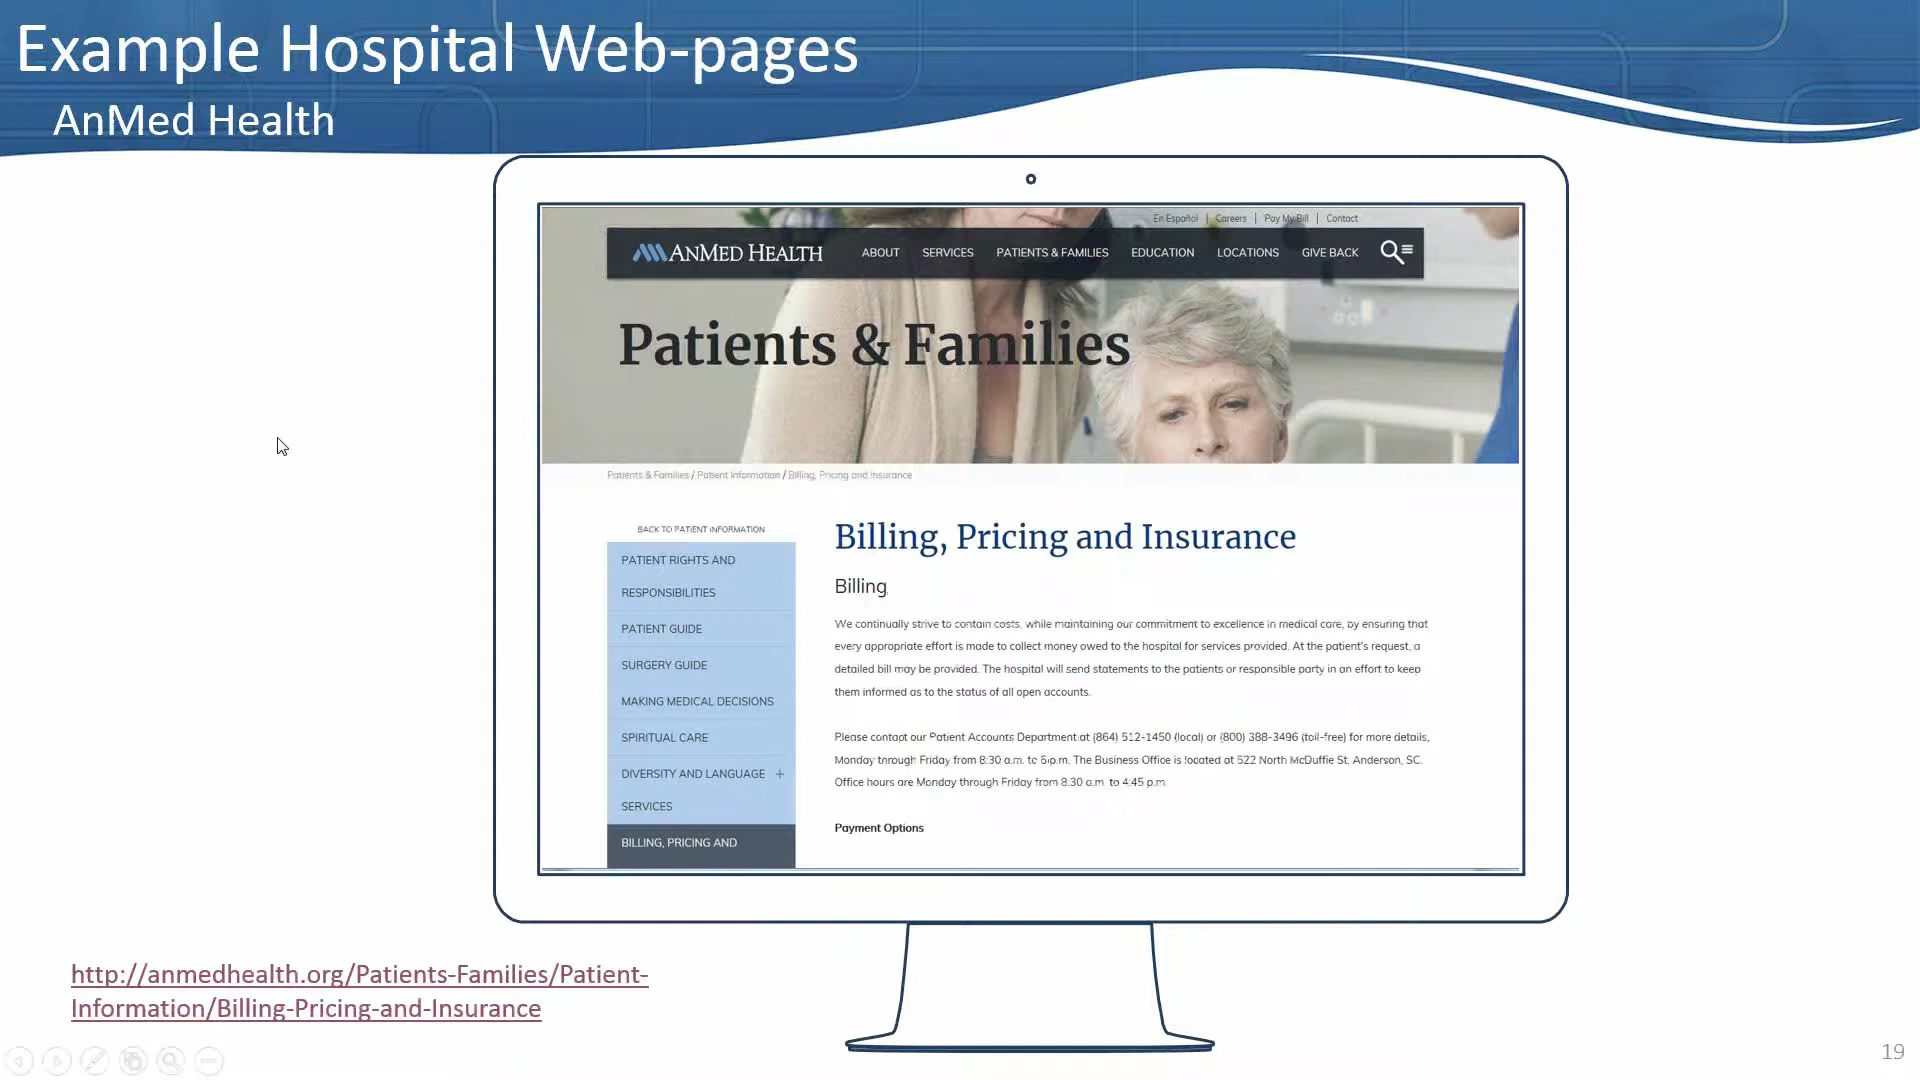 Example Hospital Web-pages
AnMed Health
En Español | Careers | Pay My Bill | Contact
ANMED HEALTH ABOUT SERVICES PATIENTS & FAMILIES EDUCATION LOCATIONS GIVE BACK
Patients & Families
Patients & Families / Patient Information / Billing, Pricing and Insurance
BACK TO PATIENT INFORMATION
PATIENT RIGHTS AND
RESPONSIBILITIES
PATIENT GUIDE
SURGERY GUIDE
MAKING MEDICAL DECISIONS
SPIRITUAL CARE
DIVERSITY AND LANGUAGE +
SERVICES
BILLING, PRICING AND
Billing, Pricing and Insurance
Billing
We continually strive to contain costs, while maintaining our commitment to excellence in medical care, by ensuring that
every appropriate effort is made to collect money owed to the hospital for services provided. At the patient's request, a
detailed bill may be provided. The hospital will send statements to the patients or responsible party in an effort to keep
them informed as to the status of all open accounts.
Please contact our Patient Accounts Department at (864) 512-1450 (local) or (800) 388-3496 (toll-free) for more details,
Monday through Friday from 8:30 a.m. to 5 p.m. The Business Office is located at 522 North McDuffie St, Anderson, SC.
Office hours are Monday through Friday from 8:30 a.m. to 4:45 p.m.
Payment Options
http://anmedhealth.org/Patients-Families/Patient-
Information/Billing-Pricing-and-Insurance
19